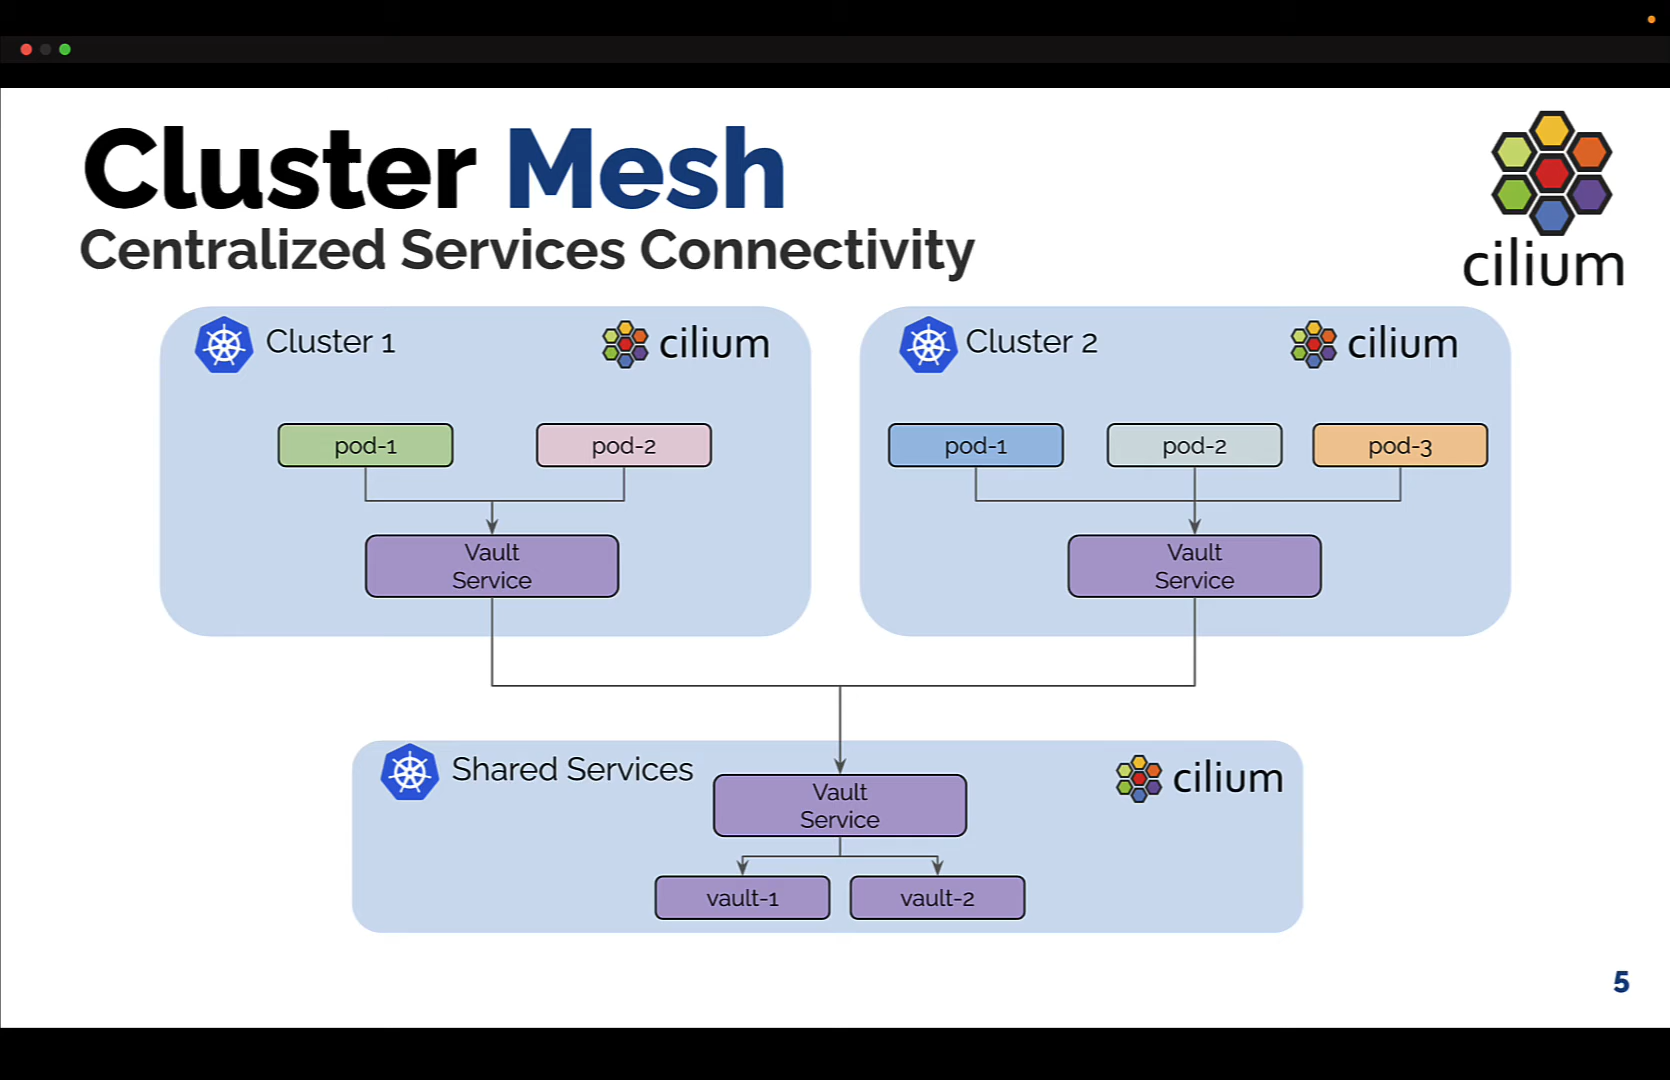 Cluster Mesh
Centralized Services Connectivity
cilium
Cluster 1
cilium
pod-1
pod-2
Vault
Service
Cluster 2
cilium
pod-1
pod-2
pod-3
Vault
Service
Shared Services
cilium
Vault
Service
vault-1
vault-2
5